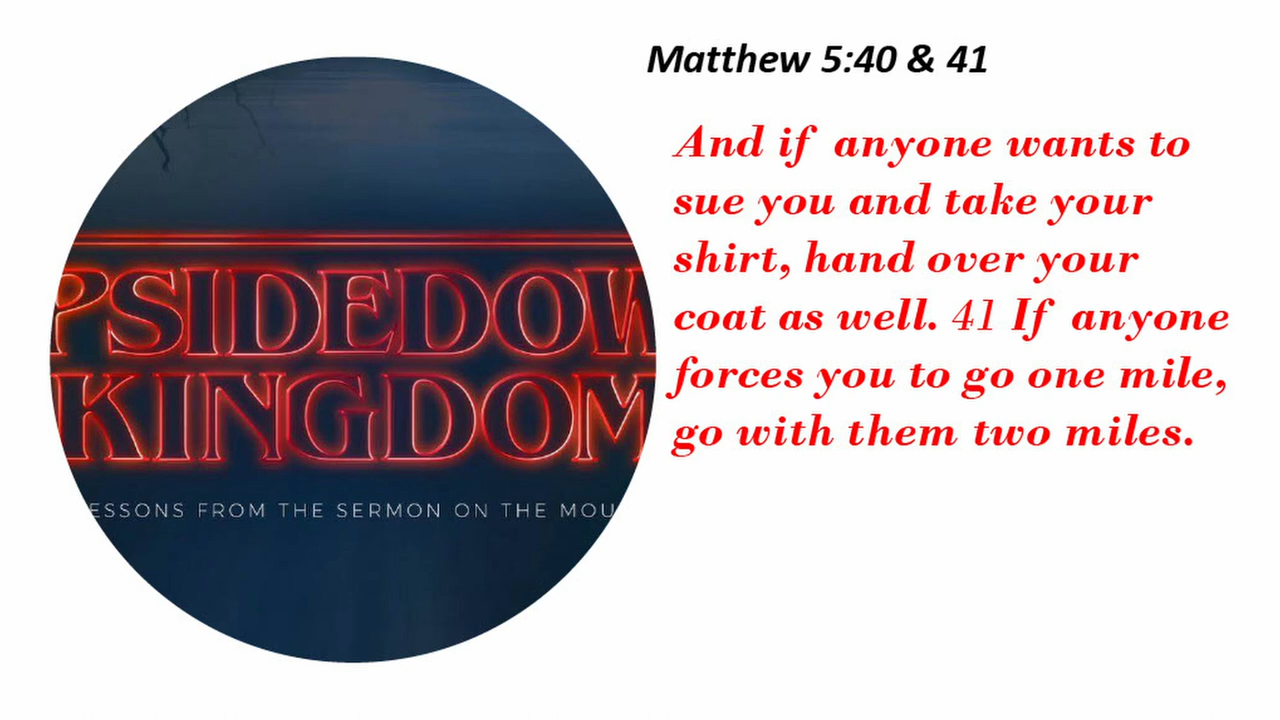 Matthew 5:40 & 41
And if anyone wants to
sue you and take your
shirt, hand over your
coat as well. 41 If anyone
forces you to go one mile,
go with them two miles.
PSIDEDOW
KINGDOM
ESSONS FROM THE SERMON ON THE MOU